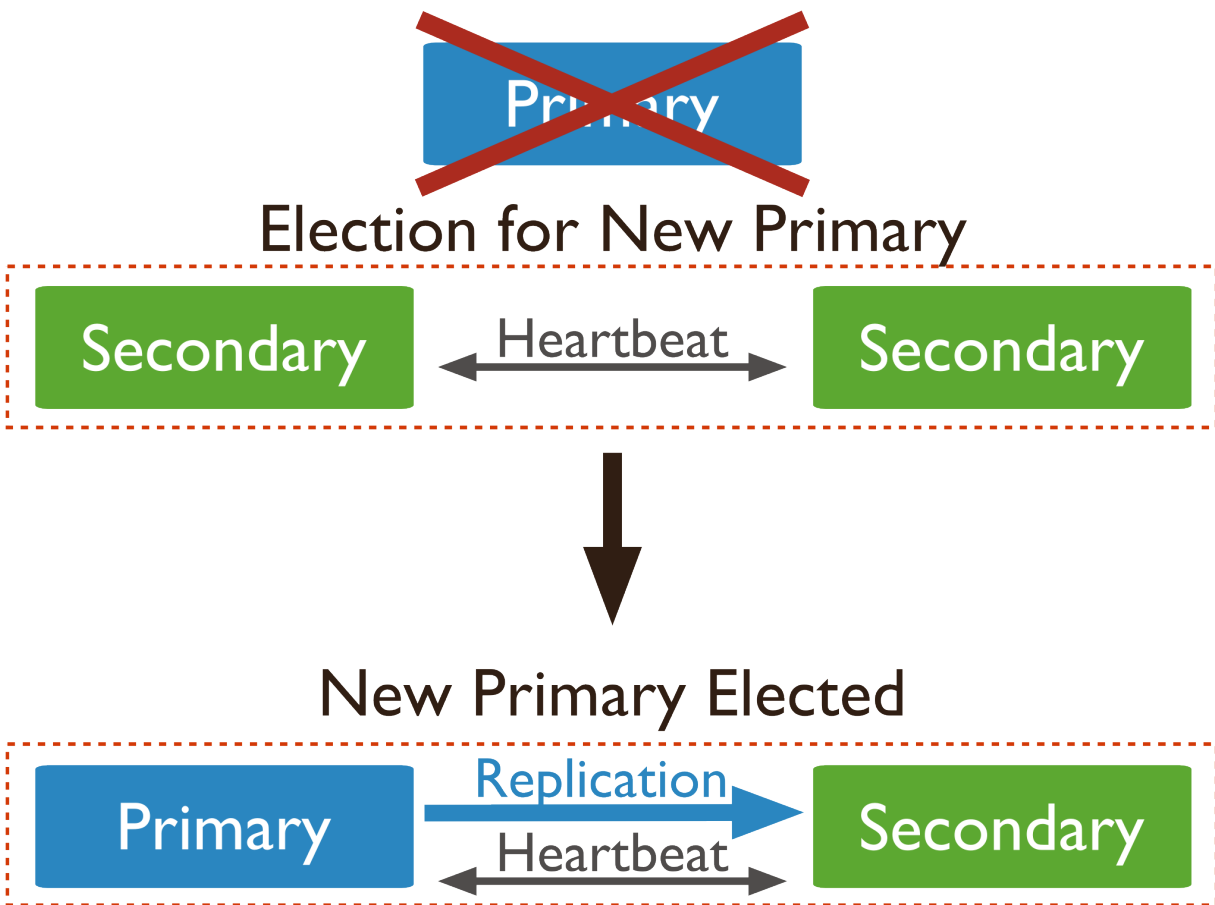 Primary
Election for New Primary
Secondary
Heartbeat
Secondary
New Primary Elected
Primary
Replication
Heartbeat
Secondary